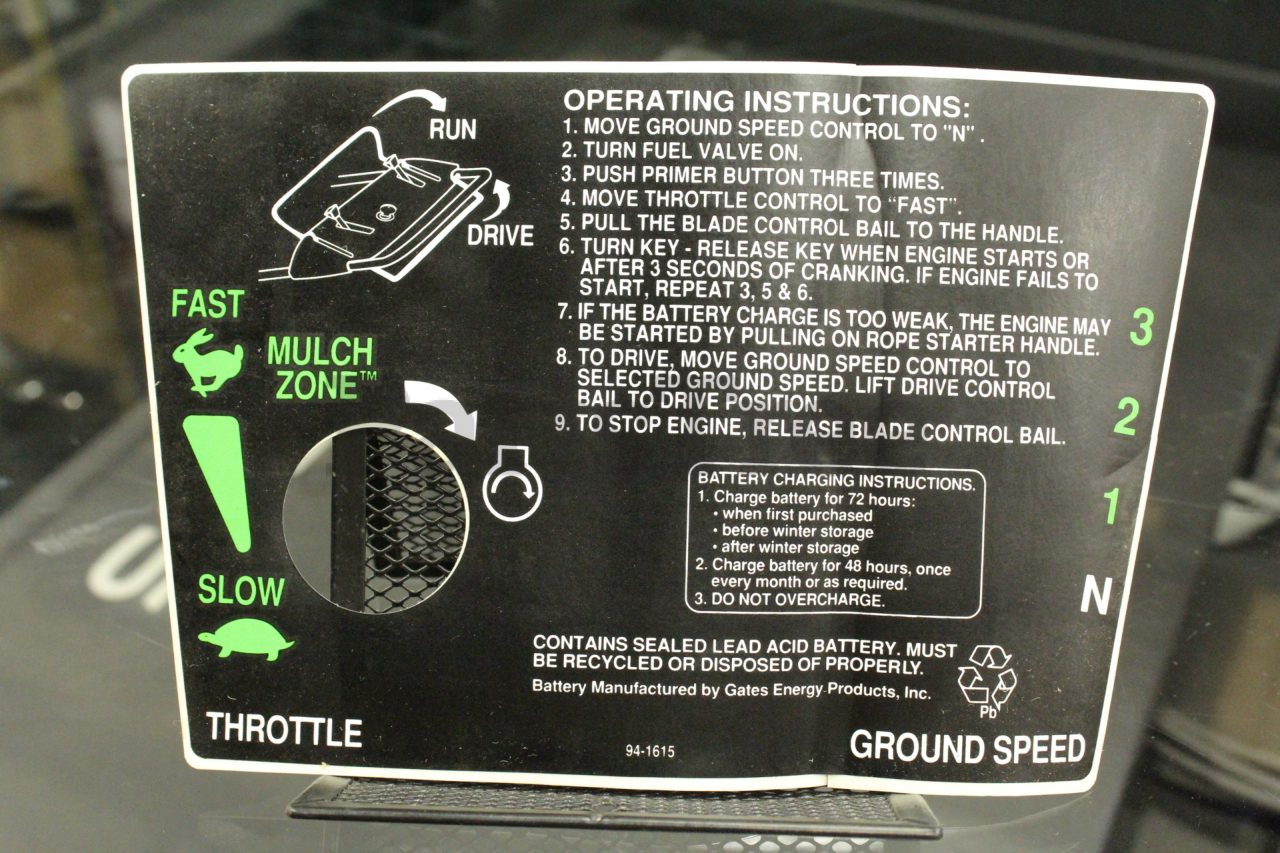 RUN
DRIVE
OPERATING INSTRUCTIONS:
1. MOVE GROUND SPEED CONTROL TO "N" .
2. TURN FUEL VALVE ON.
3. PUSH PRIMER BUTTON THREE TIMES.
4. MOVE THROTTLE CONTROL TO “FAST”.
5. PULL THE BLADE CONTROL BAIL TO THE HANDLE.
6. TURN KEY - RELEASE KEY WHEN ENGINE STARTS OR
AFTER 3 SECONDS OF CRANKING. IF ENGINE FAILS TO
START, REPEAT 3, 5 & 6.
7. IF THE BATTERY CHARGE IS TOO WEAK, THE ENGINE MAY
BE STARTED BY PULLING ON ROPE STARTER HANDLE.
8. TO DRIVE, MOVE GROUND SPEED CONTROL TO
SELECTED GROUND SPEED. LIFT DRIVE CONTROL
BAIL TO DRIVE POSITION.
9. TO STOP ENGINE, RELEASE BLADE CONTROL BAIL.
FAST
MULCH
ZONE™
SLOW
THROTTLE
BATTERY CHARGING INSTRUCTIONS.
1. Charge battery for 72 hours:
• when first purchased
• before winter storage
• after winter storage
2. Charge battery for 48 hours, once
every month or as required.
3. DO NOT OVERCHARGE.
CONTAINS SEALED LEAD ACID BATTERY. MUST
BE RECYCLED OR DISPOSED OF PROPERLY.
Battery Manufactured by Gates Energy Products, Inc.
Pb
94-1615
3
2
1
N
GROUND SPEED